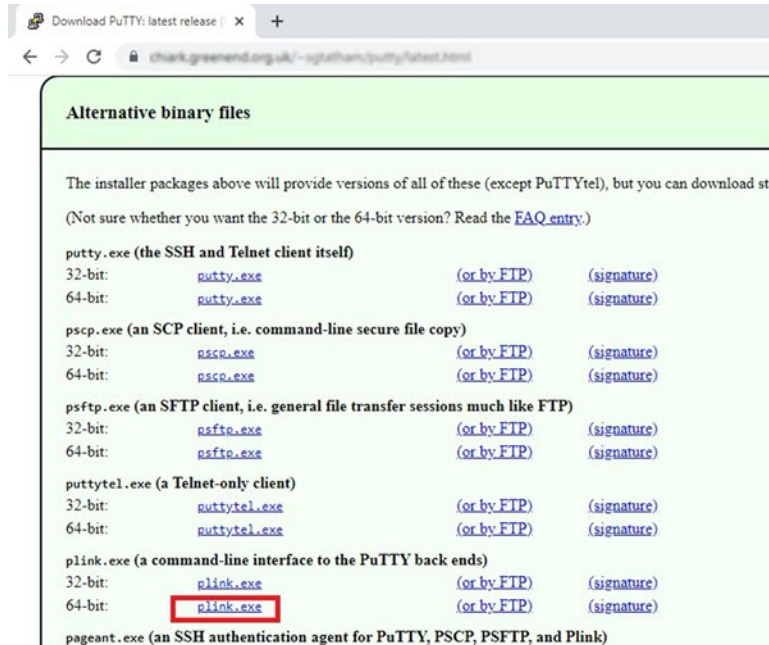 Download PuTTY: latest release (
chiark.greenend.org.uk/~sgtatham/putty/latest.html
Alternative binary files
The installer packages above will provide versions of all of these (except PuTTYtel), but you can download st
(Not sure whether you want the 32-bit or the 64-bit version? Read the FAQ entry.)
putty.exe (the SSH and Telnet client itself)
32-bit: putty.exe (or by FTP) (signature)
64-bit: putty.exe (or by FTP) (signature)
pscp.exe (an SCP client, i.e. command-line secure file copy)
32-bit: pscp.exe (or by FTP) (signature)
64-bit: pscp.exe (or by FTP) (signature)
psftp.exe (an SFTP client, i.e. general file transfer sessions much like FTP)
32-bit: psftp.exe (or by FTP) (signature)
64-bit: psftp.exe (or by FTP) (signature)
puttytel.exe (a Telnet-only client)
32-bit: puttytel.exe (or by FTP) (signature)
64-bit: puttytel.exe (or by FTP) (signature)
plink.exe (a command-line interface to the PuTTY back ends)
32-bit: plink.exe (or by FTP) (signature)
64-bit: plink.exe (or by FTP) (signature)
pageant.exe (an SSH authentication agent for PuTTY, PSCP, PSFTP, and Plink)